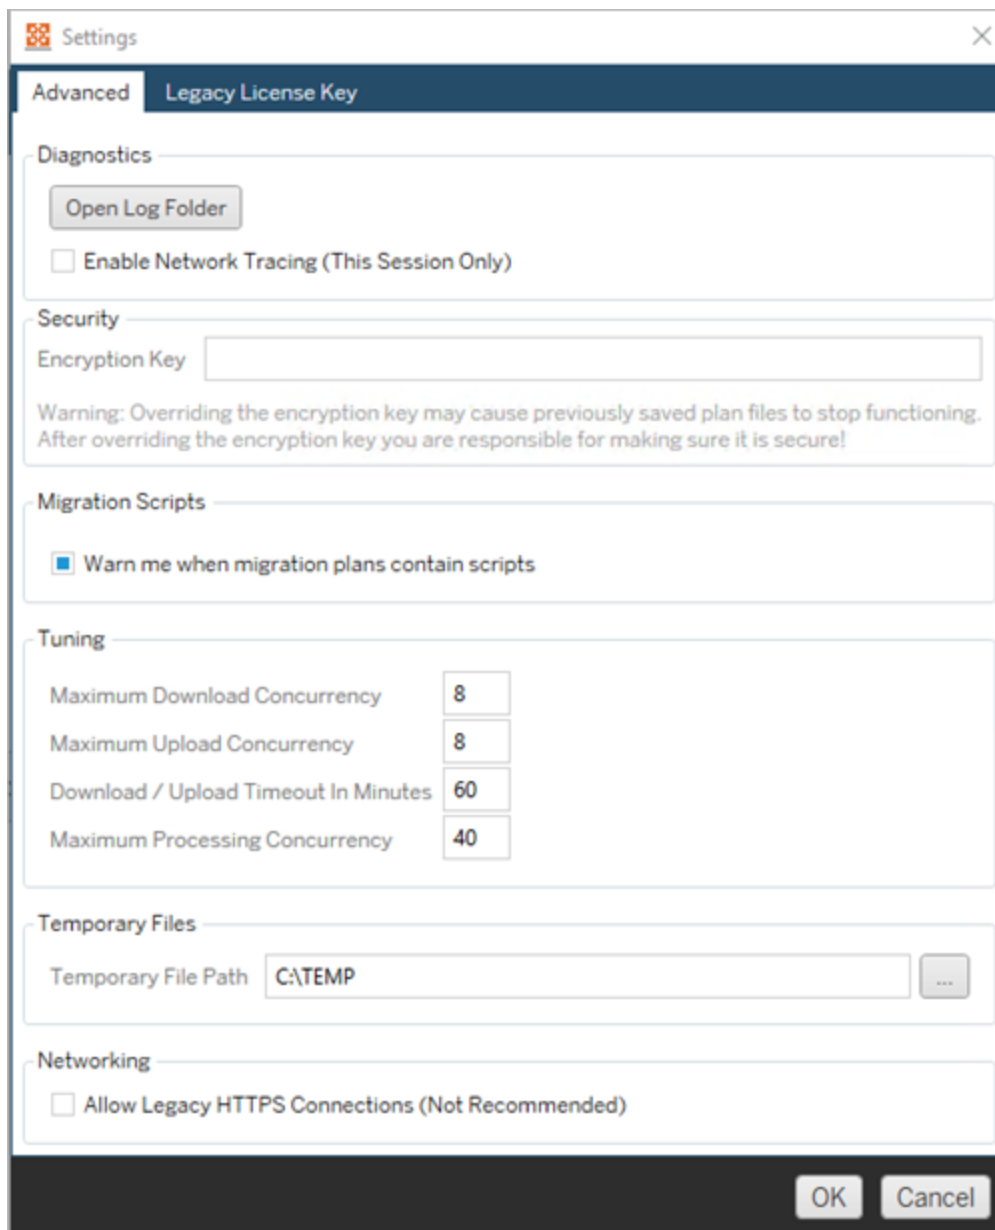 Settings
Advanced Legacy License Key
Diagnostics
Open Log Folder
Enable Network Tracing (This Session Only)
Security
Encryption Key
Warning: Overriding the encryption key may cause previously saved plan files to stop functioning.
After overriding the encryption key you are responsible for making sure it is secure!
Migration Scripts
Warn me when migration plans contain scripts
Tuning
Maximum Download Concurrency 8
Maximum Upload Concurrency 8
Download / Upload Timeout In Minutes 60
Maximum Processing Concurrency 40
Temporary Files
Temporary File Path C:\TEMP ...
Networking
Allow Legacy HTTPS Connections (Not Recommended)
OK Cancel